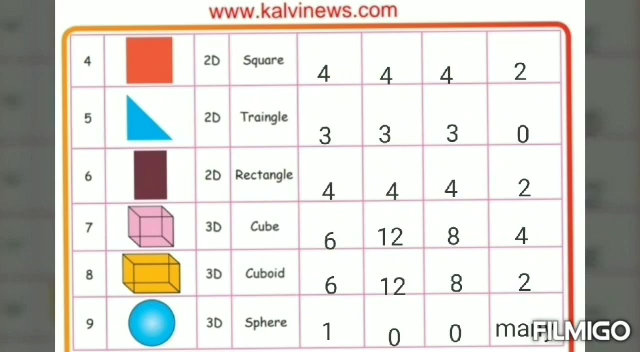 www.kalvinews.com
4 2D Square 4 4 4 2
5 2D Traingle 3 3 3 0
6 2D Rectangle 4 4 4 2
7 3D Cube 6 12 8 4
8 3D Cuboid 6 12 8 2
9 3D Sphere 1 0 0
FILMIGO